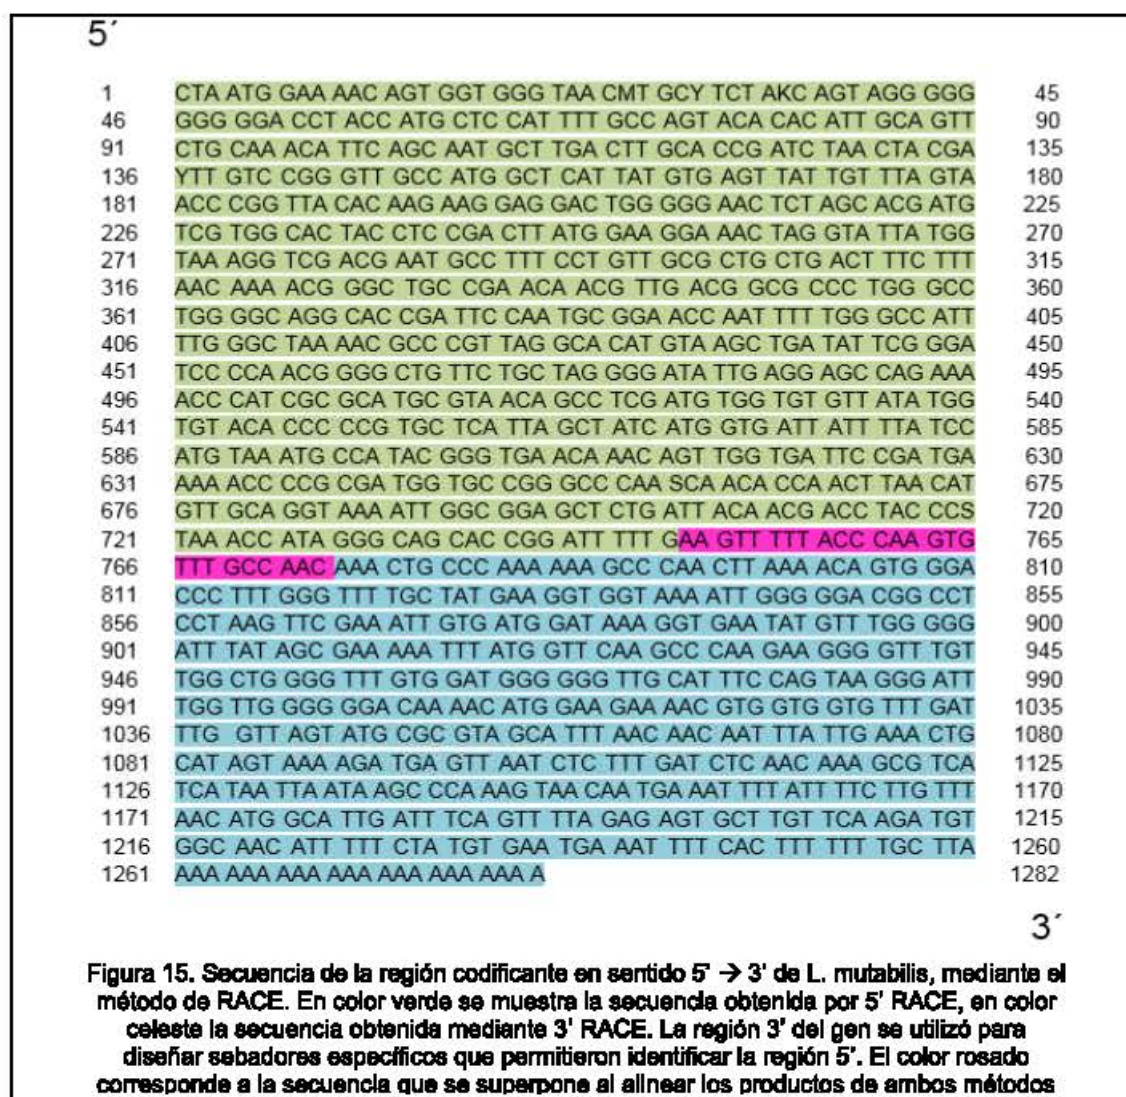 5´
1 CTA ATG GAA AAC AGT GGT GGG TAA CMT GCY TCT AKC AGT AGG GGG 45
46 GGG GGA CCT ACC ATG CTC CAT TTT GCC AGT ACA CAC ATT GCA GTT 90
91 CTG CAA ACA TTC AGC AAT GCT TGA CTT GCA CCG ATC TAA CTA CGA 135
136 YTT GTC CGG GTT GCC ATG GCT CAT TAT GTG AGT TAT TGT TTA GTA 180
181 ACC CGG TTA CAC AAG AAG GAG GAC TGG GGG AAC TCT AGC ACG ATG 225
226 TCG TGG CAC TAC CTC CGA CTT ATG GAA GGA AAC TAG GTA TTA TGG 270
271 TAA AGG TCG ACG AAT GCC TTT CCT GTT GCG CTG CTG ACT TTC TTT 315
316 AAC AAA ACG GGC TGC CGA ACA ACG TTG ACG GCG CCC TGG GCC 360
361 TGG GGC AGG CAC CGA TTC CAA TGC GGA ACC AAT TTT TGG GCC ATT 405
406 TTG GGC TAA AAC GCC CGT TAG GCA CAT GTA AGC TGA TAT TCG GGA 450
451 TCC CCA ACG GGG CTG TTC TGC TAG GGG ATA TTG AGG AGC CAG AAA 495
496 ACC CAT CGC GCA TGC GTA ACA GCC TCG ATG TGG TGT GTT ATA TGG 540
541 TGT ACA CCC CCG TGC TCA TTA GCT ATC ATG GTG ATT ATT TTA TCC 585
586 ATG TAA ATG CCA TAC GGG TGA ACA AAC AGT TGG TGA TTC CGA TGA 630
631 AAA ACC CCG CGA TGG TGC CGG GCC CAA SCA ACA CCA ACT TAA CAT 675
676 GTT GCA GGT AAA ATT GGC GGA GCT CTG ATT ACA ACG ACC TAC CCS 720
721 TAA ACC ATA GGG CAG CAC CGG ATT TTT GAA GTT TTT ACC CAA GTG 765
766 TTT GCC AAC AAA CTG CCC AAA AAA GCC CAA CTT AAA ACA GTG GGA 810
811 CCC TTT GGG TTT TGC TAT GAA GGT GGT AAA ATT GGG GGA CGG CCT 855
856 CCT AAG TTC GAA ATT GTG ATG GAT AAA GGT GAA TAT GTT TGG GGG 900
901 ATT TAT AGC GAA AAA TTT ATG GTT CAA GCC CAA GAA GGG GTT TGT 945
946 TGG CTG GGG TTT GTG GAT GGG GGG TTG CAT TTC CAG TAA GGG ATT 990
991 TGG TTG GGG GGA CAA AAC ATG GAA GAA AAC GTG GTG GTG TTT GAT 1035
1036 TTG GTT AGT ATG CGC GTA GCA TTT AAC AAC AAT TTA TTG AAA CTG 1080
1081 CAT AGT AAA AGA TGA GTT AAT CTC TTT GAT CTC AAC AAA GCG TCA 1125
1126 TCA TAA TTA ATA AGC CCA AAG TAA CAA TGA AAT TTT ATT TTC TTG TTT 1170
1171 AAC ATG GCA TTG ATT TCA GTT TTA GAG AGT GCT TGT TCA AGA TGT 1215
1216 GGC AAC ATT TTT CTA TGT GAA TGA AAT TTT CAC TTT TTT TGC TTA 1260
1261 AAA AAA AAA AAA AAA AAA AAA A 1282
3´
Figura 15. Secuencia de la región codificante en sentido 5' → 3' de L. mutabilis, mediante el
método de RACE. En color verde se muestra la secuencia obtenida por 5' RACE, en color
celeste la secuencia obtenida mediante 3' RACE. La región 3' del gen se utilizó para
diseñar sebadores específicos que permitieron identificar la región 5'. El color rosado
corresponde a la secuencia que se superpone al alinear los productos de ambos métodos